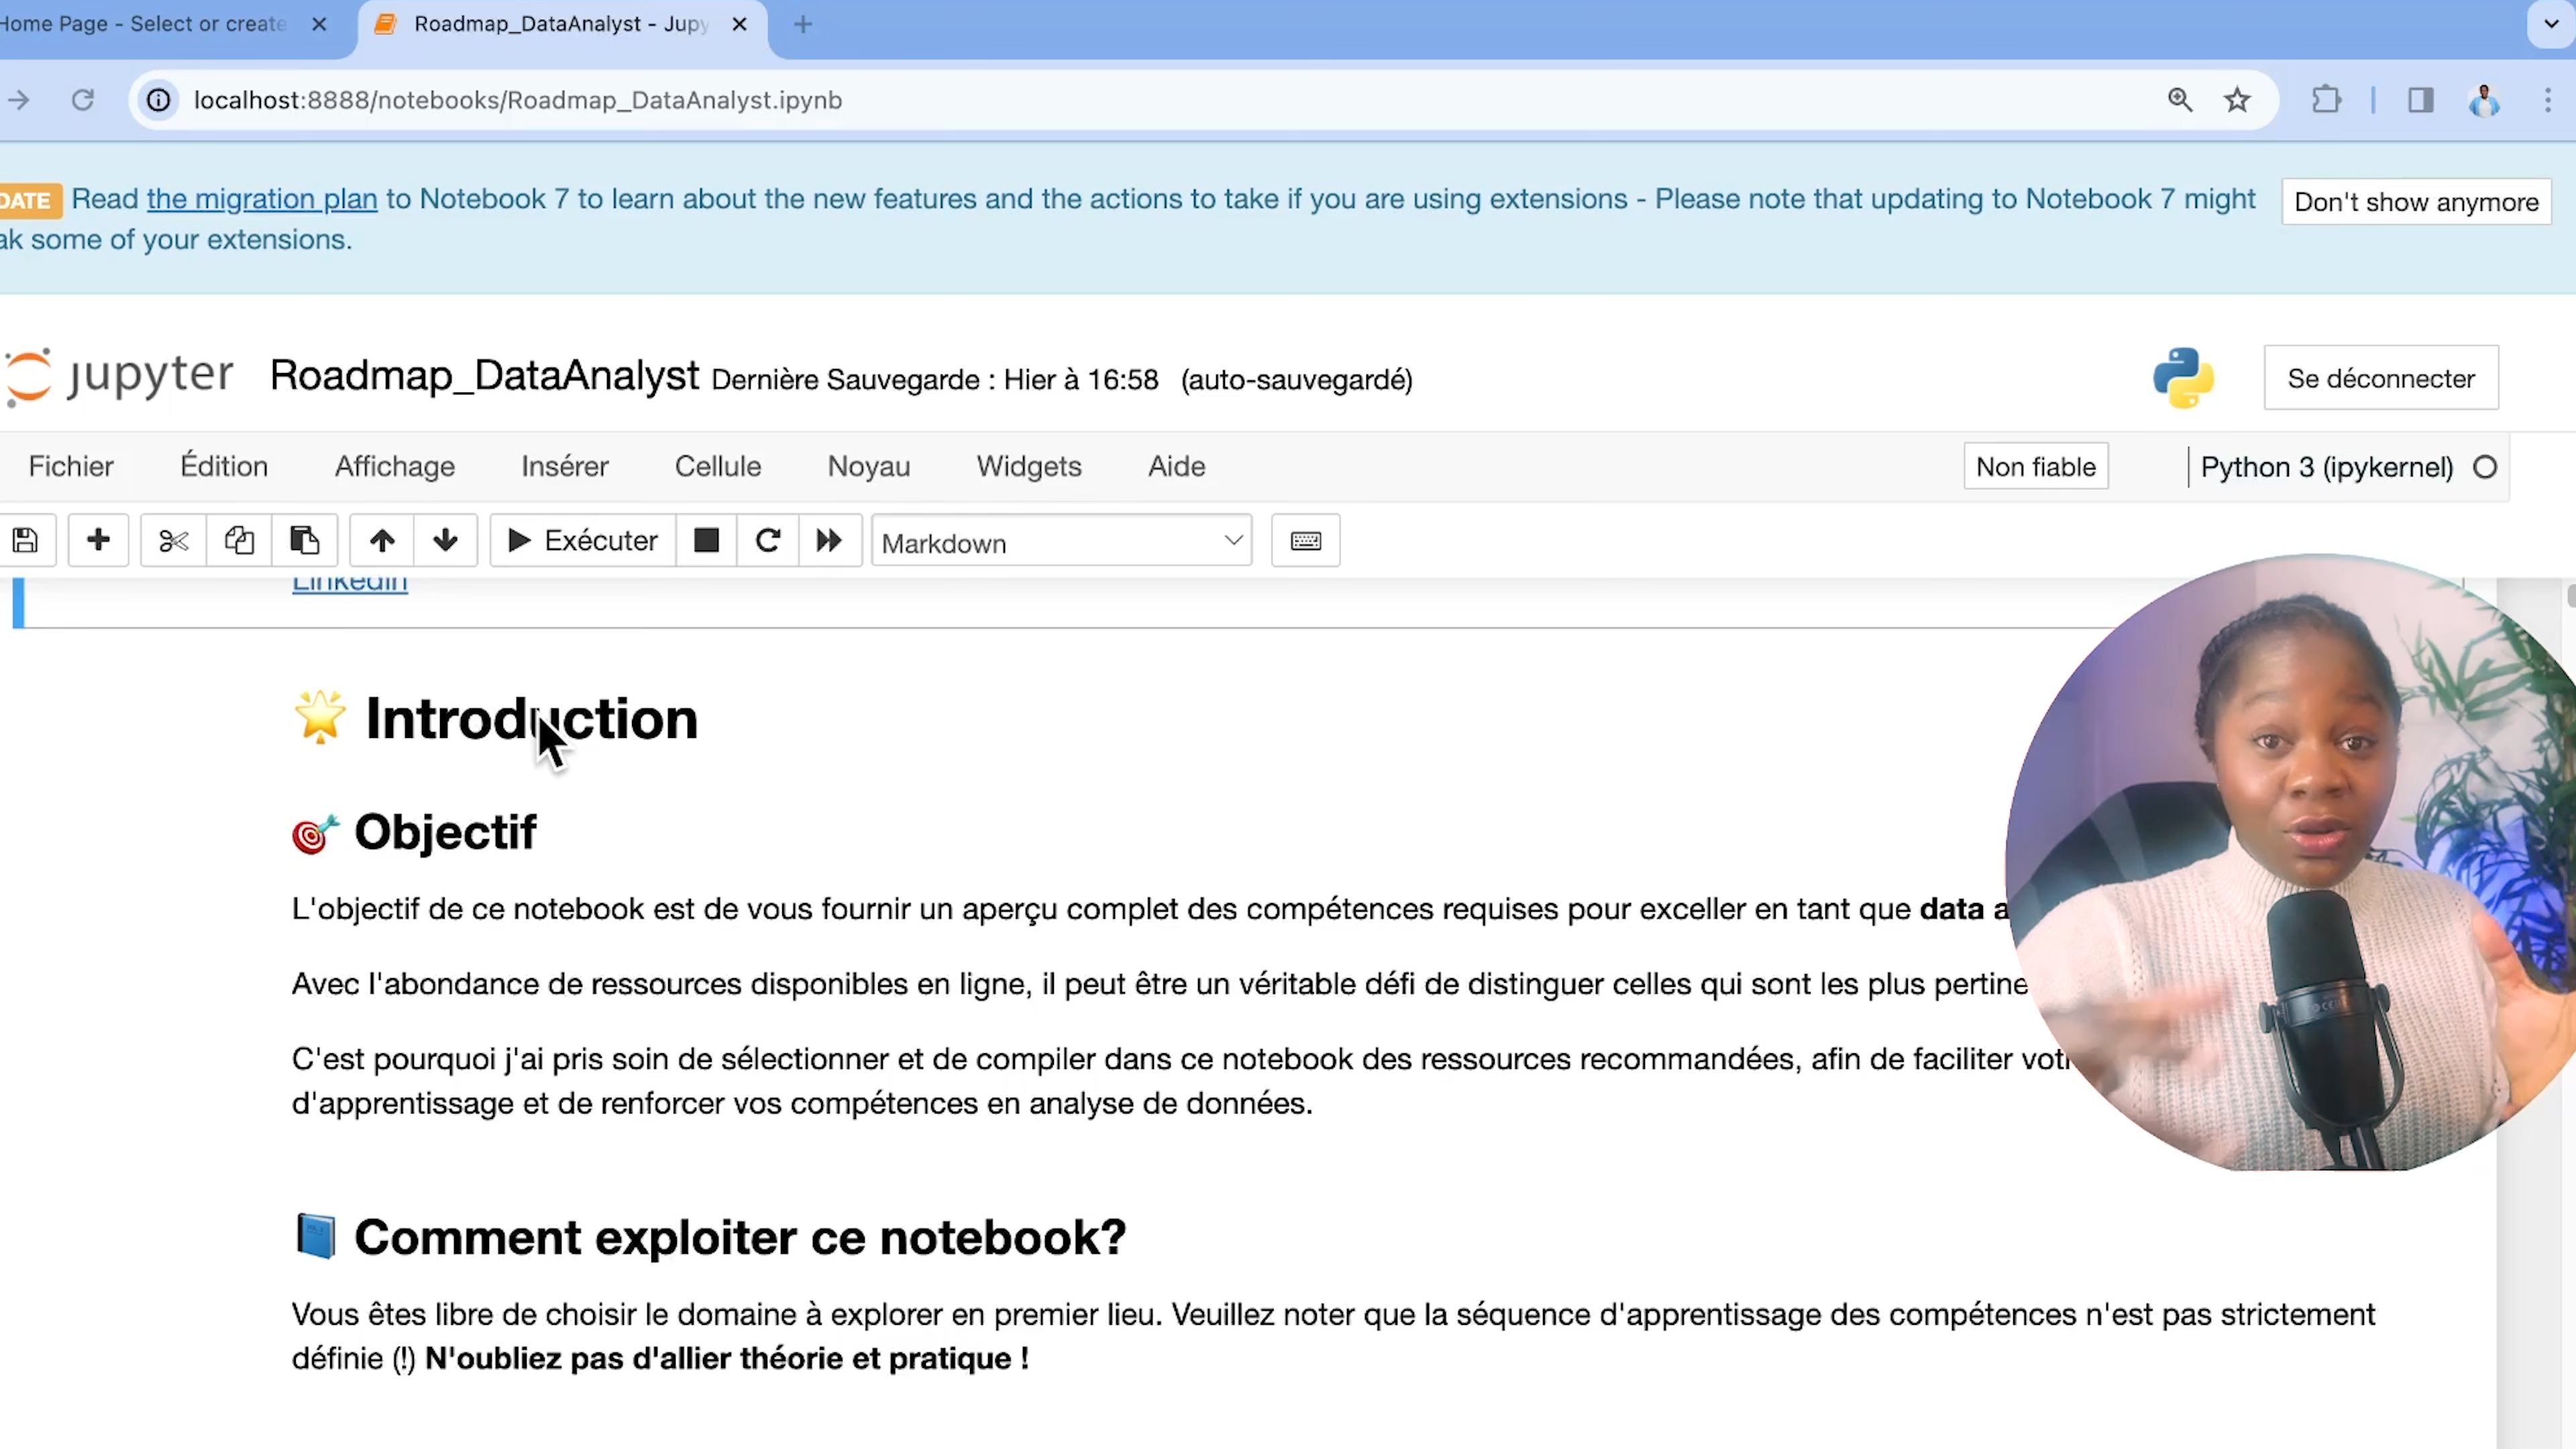 Home Page - Select or create
Roadmap_DataAnalyst - Jupy
localhost:8888/notebooks/Roadmap_DataAnalyst.ipynb
DATE Read the migration plan to Notebook 7 to learn about the new features and the actions to take if you are using extensions - Please note that updating to Notebook 7 might
ak some of your extensions.
Don't show anymore
jupyter Roadmap_DataAnalyst Dernière Sauvegarde : Hier à 16:58 (auto-sauvegardé)
Se déconnecter
Fichier Édition Affichage Insérer Cellule Noyau Widgets Aide
Non fiable Python 3 (ipykernel)
Exécuter Markdown
LinkedIn
Introduction
Objectif
L'objectif de ce notebook est de vous fournir un aperçu complet des compétences requises pour exceller en tant que data a
Avec l'abondance de ressources disponibles en ligne, il peut être un véritable défi de distinguer celles qui sont les plus pertine
C'est pourquoi j'ai pris soin de sélectionner et de compiler dans ce notebook des ressources recommandées, afin de faciliter vot
d'apprentissage et de renforcer vos compétences en analyse de données.
Comment exploiter ce notebook?
Vous êtes libre de choisir le domaine à explorer en premier lieu. Veuillez noter que la séquence d'apprentissage des compétences n'est pas strictement
définie (!) N'oubliez pas d'allier théorie et pratique !